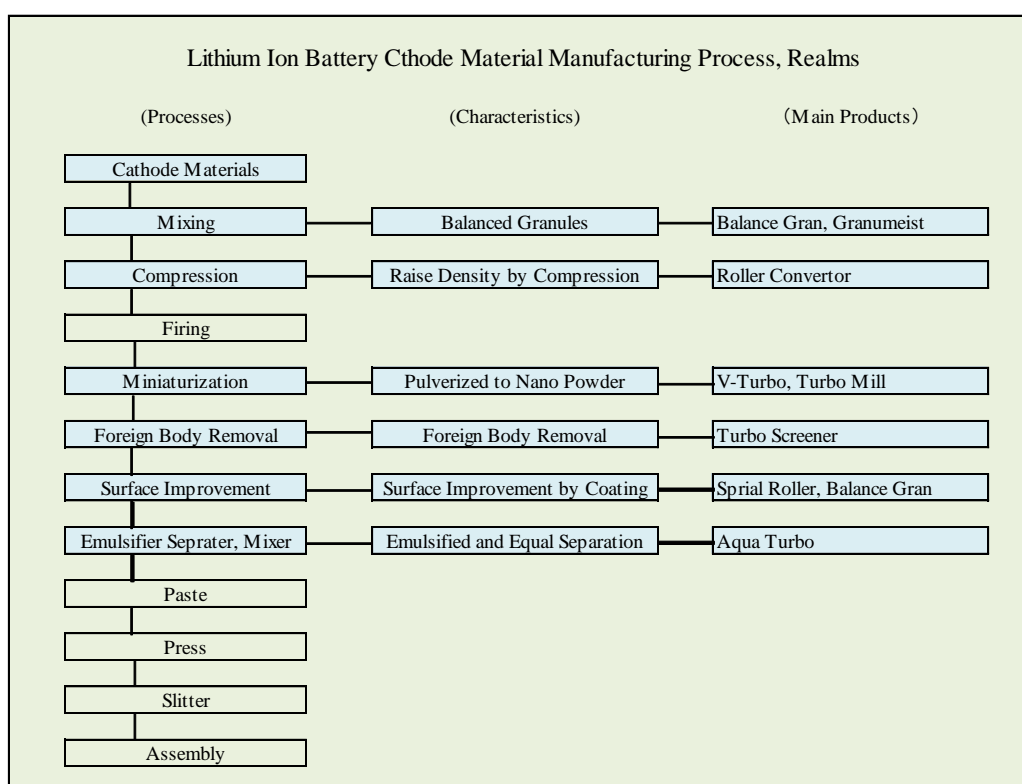 Lithium Ion Battery Cthode Material Manufacturing Process, Realms
(Processes) (Characteristics) （Main Products）
Cathode Materials
Mixing Balanced Granules Balance Gran, Granumeist
Compression Raise Density by Compression Roller Convertor
Firing
Miniaturization Pulverized to Nano Powder V-Turbo, Turbo Mill
Foreign Body Removal Foreign Body Removal Turbo Screener
Surface Improvement Surface Improvement by Coating Sprial Roller, Balance Gran
Emulsifier Seprater, Mixer Emulsified and Equal Separation Aqua Turbo
Paste
Press
Slitter
Assembly